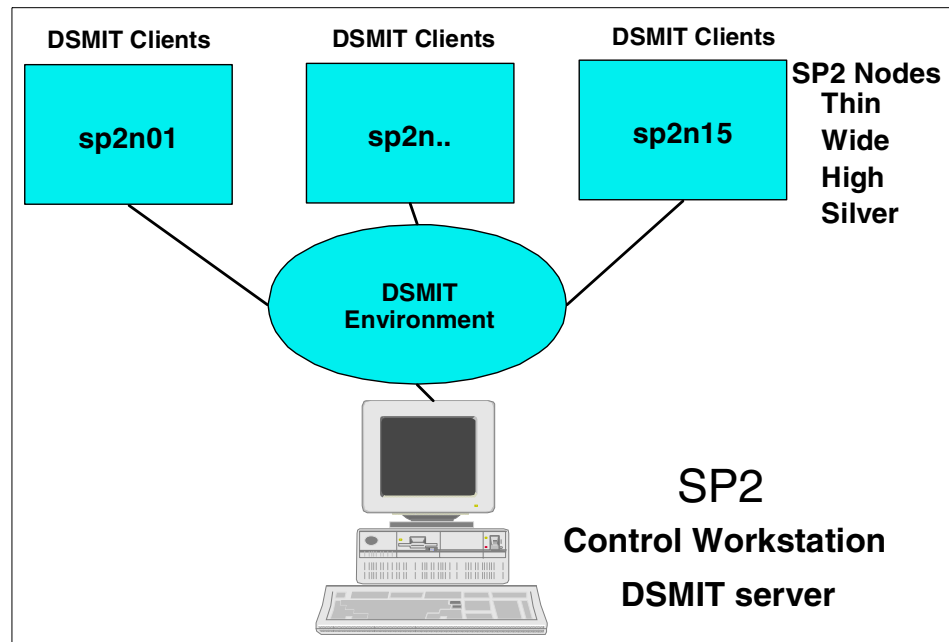 DSMIT Clients
DSMIT Clients
DSMIT Clients
sp2n01
sp2n..
sp2n15
SP2 Nodes
Thin
Wide
High
Silver
DSMIT
Environment
SP2
Control Workstation
DSMIT server